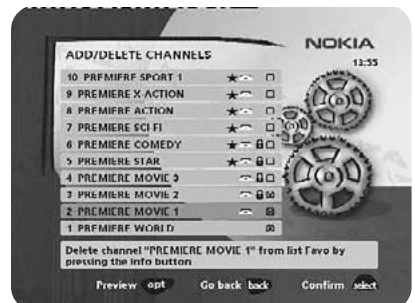 NOKIA
13:55
ADD/DELETE CHANNELS
10 PREMIERE SPORT 1
9 PREMIERE X-ACTION
8 PREMIERE ACTION
7 PREMIERE SCI FI
6 PREMIERE COMEDY
5 PREMIERE STAR
4 PREMIERE MOVIE 3
3 PREMIERE MOVIE 2
2 PREMIERE MOVIE 1
1 PREMIERE WORLD
Delete channel "PREMIERE MOVIE 1" from list Favo by
pressing the info button
Preview opt Go back back Confirm select